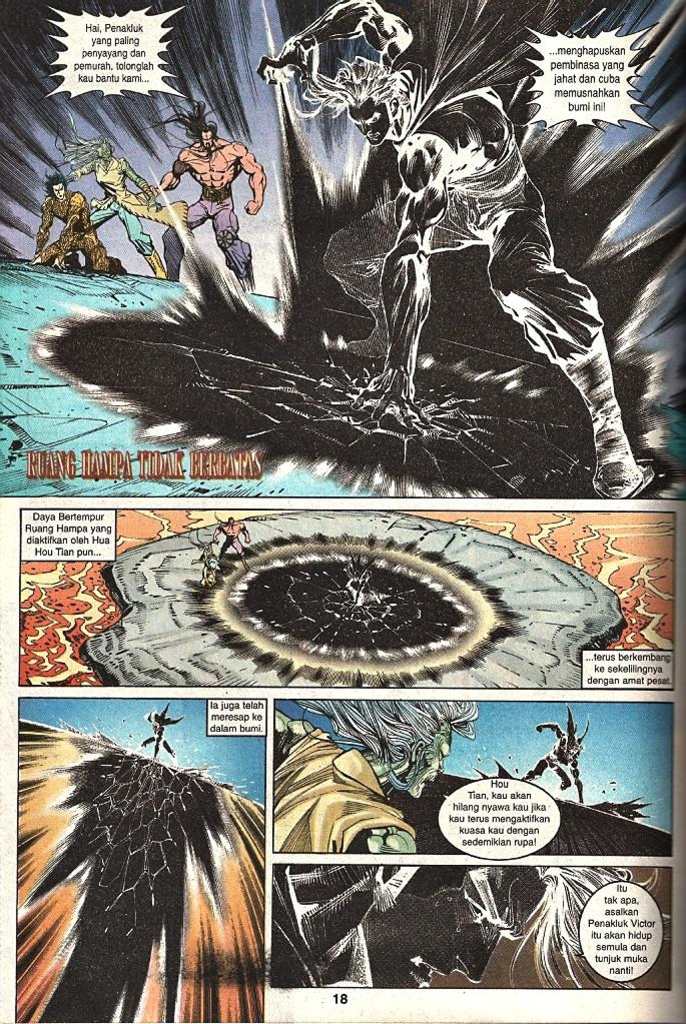 Hai, Penakluk
yang paling
penyayang dan
pemurah, tolonglah
kau bantu kami...
...menghapuskan
pembinasa yang
jahat dan cuba
memusnahkan
bumi ini!
RUANG HAMPA TIDAK BERBATAS
Daya Bertempur
Ruang Hampa yang
diaktifkan oleh Hua
Hou Tian pun...
...terus berkembang
ke sekelilingnya
dengan amat pesat.
Ia juga telah
meresap ke
dalam bumi.
Hou
Tian, kau akan
hilang nyawa kau jika
kau terus mengaktifkan
kuasa kau dengan
sedemikian rupa!
Itu
tak apa,
asalkan
Penakluk Victor
itu akan hidup
semula dan
tunjuk muka
nanti!
18